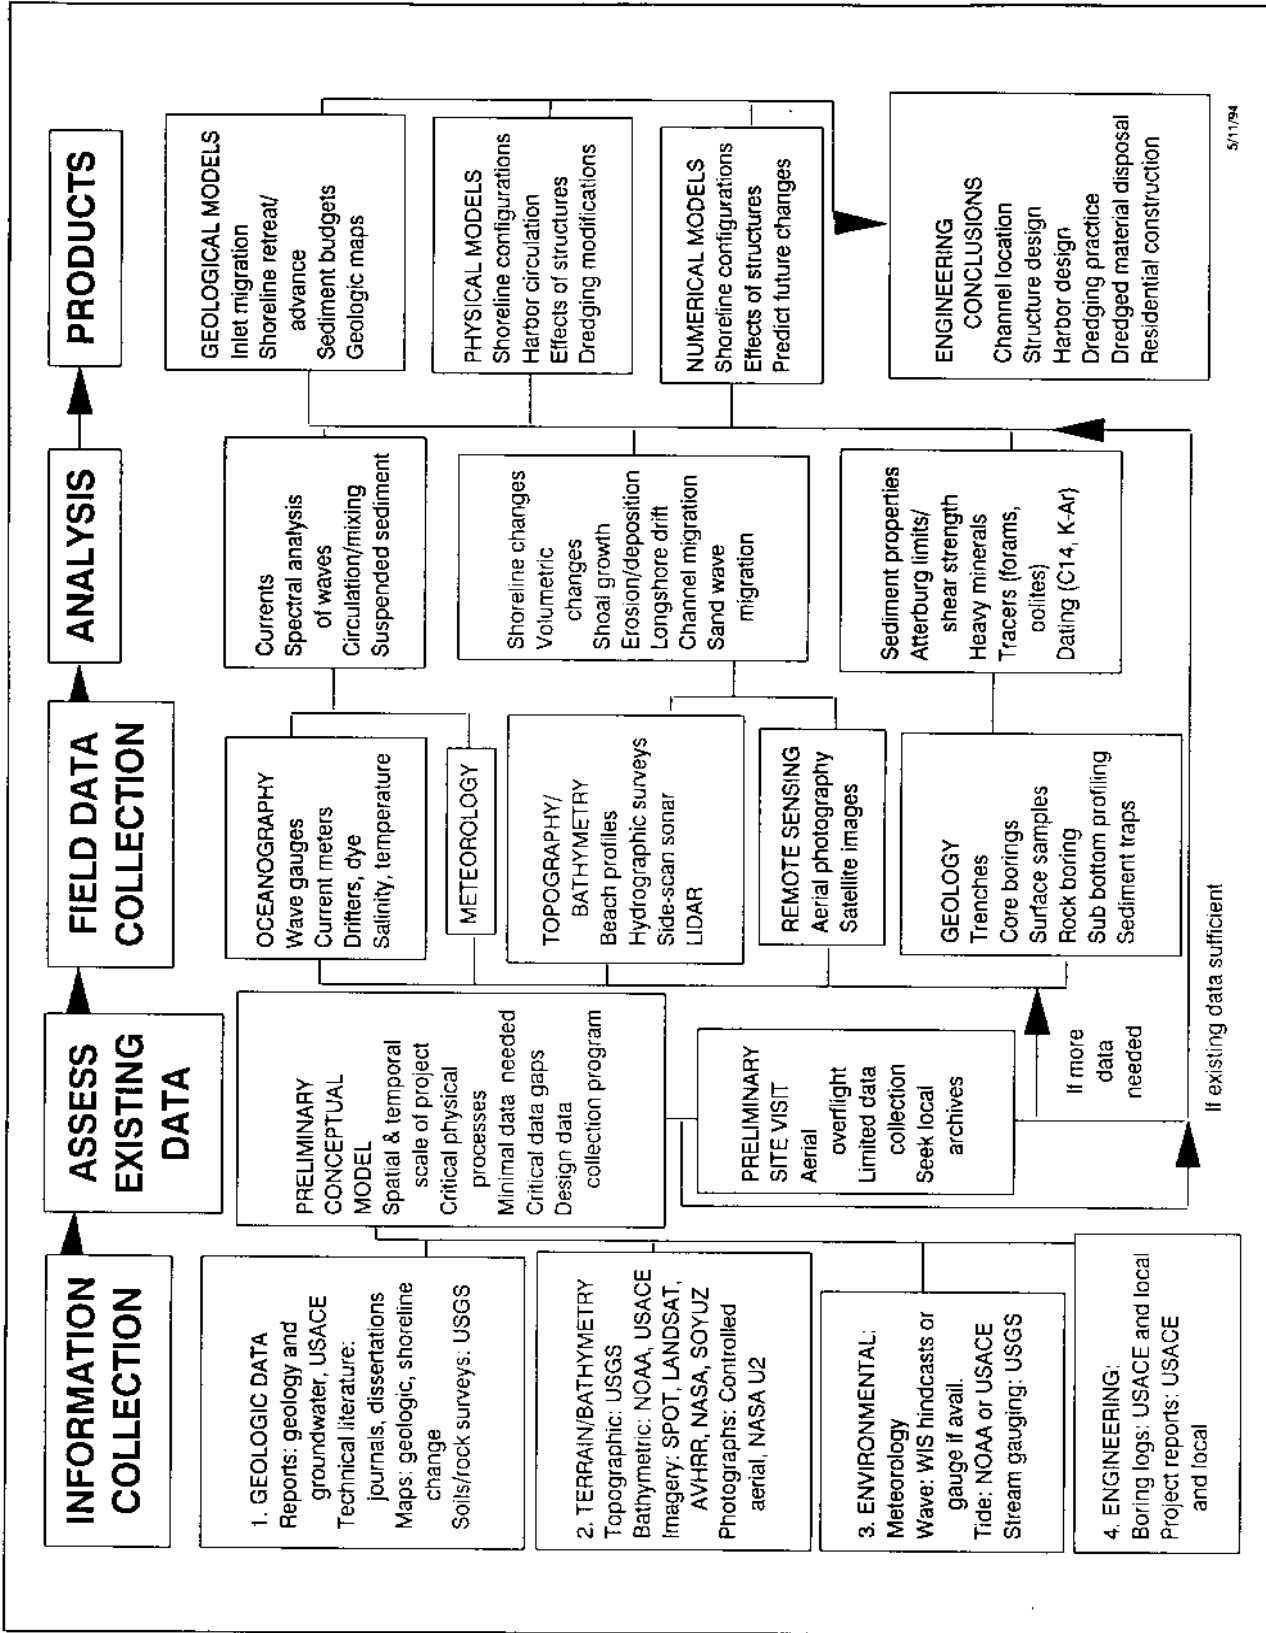 INFORMATION
COLLECTION
ASSESS
EXISTING
DATA
FIELD DATA
COLLECTION
ANALYSIS
PRODUCTS
1. GEOLOGIC DATA
Reports: geology and
groundwater, USACE
Technical literature:
journals, dissertations
Maps: geologic, shoreline
change
Soils/rock surveys: USGS
2. TERRAIN/BATHYMETRY
Topographic: USGS
Bathymetric: NOAA, USACE
Imagery: SPOT, LANDSAT,
AVHRR, NASA, SOYUZ
Photographs: Controlled
aerial, NASA U2
3. ENVIRONMENTAL:
Meteorology
Wave: WIS hindcasts or
gauge if avail.
Tide: NOAA or USACE
Stream gauging: USGS
4. ENGINEERING:
Boring logs: USACE and local
Project reports: USACE
and local
PRELIMINARY
CONCEPTUAL
MODEL
Spatial & temporal
scale of project
Critical physical
processes
Minimal data needed
Critical data gaps
Design data
collection program
PRELIMINARY
SITE VISIT
Aerial
overflight
Limited data
collection
Seek local
archives
If more
data
needed
If existing data sufficient
OCEANOGRAPHY
Wave gauges
Current meters
Drifters, dye
Salinity, temperature
METEOROLOGY
TOPOGRAPHY/
BATHYMETRY
Beach profiles
Hydrographic surveys
Side-scan sonar
LIDAR
REMOTE SENSING
Aerial photography
Satellite images
GEOLOGY
Trenches
Core borings
Surface samples
Rock boring
Sub bottom profiling
Sediment traps
Currents
Spectral analysis
of waves
Circulation/mixing
Suspended sediment
Shoreline changes
Volumetric
changes
Shoal growth
Erosion/deposition
Longshore drift
Channel migration
Sand wave
migration
Sediment properties
Atterburg limits/
shear strength
Heavy minerals
Tracers (forams,
oolites)
Dating (C14, K-Ar)
GEOLOGICAL MODELS
Inlet migration
Shoreline retreat/
advance
Sediment budgets
Geologic maps
PHYSICAL MODELS
Shoreline configurations
Harbor circulation
Effects of structures
Dredging modifications
NUMERICAL MODELS
Shoreline configurations
Effects of structures
Predict future changes
ENGINEERING
CONCLUSIONS
Channel location
Structure design
Harbor design
Dredging practice
Dredged material disposal
Residential construction
5/11/94